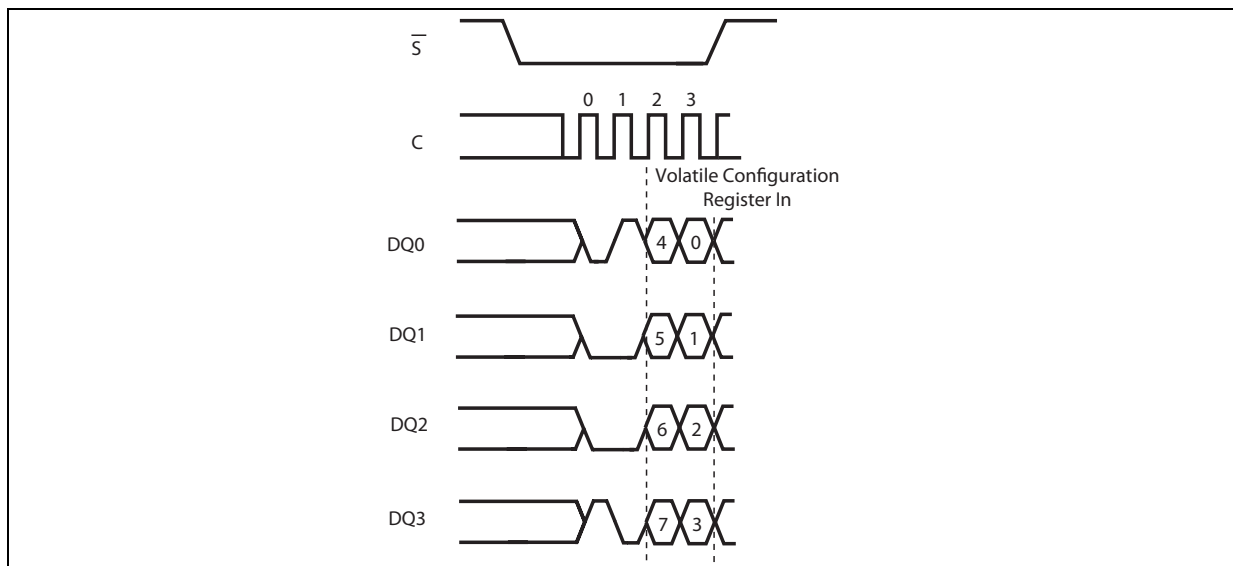 S
0 1 2 3
C
Volatile Configuration
Register In
DQ0 4 0
DQ1 5 1
DQ2 6 2
DQ3 7 3